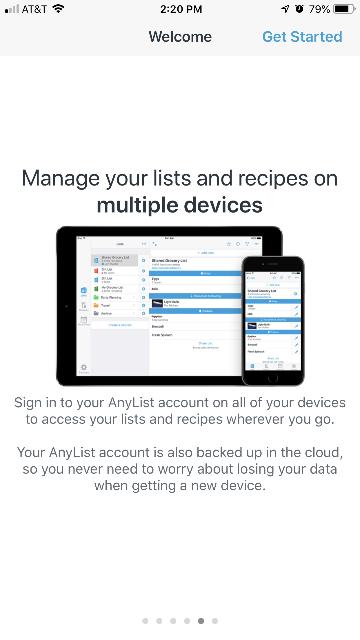 AT&T 2:20 PM 79%
Welcome Get Started
Manage your lists and recipes on
multiple devices
Shared Grocery List
Sign in to your AnyList account on all of your devices
to access your lists and recipes wherever you go.
Your AnyList account is also backed up in the cloud,
so you never need to worry about losing your data
when getting a new device.